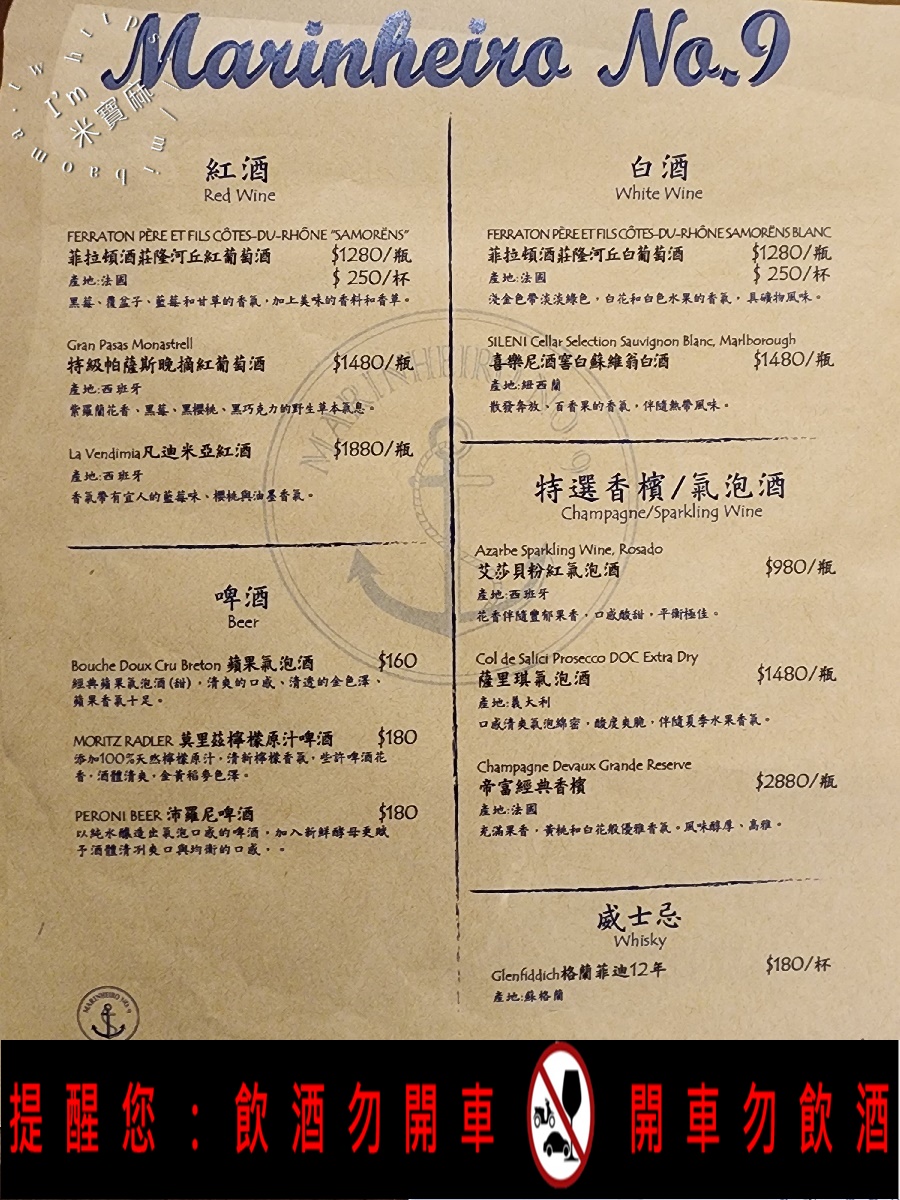 Marinheiro No.9
I'm
米寶麻
紅酒
Red Wine
FERRATON PÈRE ET FILS CÔTES-DU-RHÔNE "SAMORËNS"
菲拉頓酒莊隆河丘紅葡萄酒 $1280/瓶
產地:法國 $ 250/杯
黑莓、覆盆子、藍莓和甘草的香氣,加上美味的香料和香草。
Gran Pasas Monastrell
特級帕薩斯晚摘紅葡萄酒 $1480/瓶
產地:西班牙
紫羅蘭花香、黑莓、黑櫻桃、黑巧克力的野生草本氣息。
La Vendimia凡迪米亞紅酒 $1880/瓶
產地:西班牙
香氣帶有宜人的藍莓味、櫻桃與油墨香氣。
啤酒
Beer
Bouche Doux Cru Breton 蘋果氣泡酒 $160
經典蘋果氣泡酒(甜),清爽的口感、清透的金色澤、
蘋果香氣十足。
MORITZ RADLER 莫里茲檸檬原汁啤酒 $180
添加100%天然檸檬原汁,清新檸檬香氣,些許啤酒花
香,酒體清爽,金黃稻麥色澤。
PERONI BEER 沛羅尼啤酒 $180
以純水釀造出氣泡口感的啤酒,加入新鮮酵母更賦
予酒體清冽爽口與均衡的口感。。
白酒
White Wine
FERRATON PÈRE ET FILS CÔTES-DU-RHÔNE SAMORËNS BLANC
菲拉頓酒莊隆河丘白葡萄酒 $1280/瓶
產地:法國 $ 250/杯
淺金色帶淡淡綠色,白花和白色水果的香氣,具礦物風味。
SILENI Cellar Selection Sauvignon Blanc, Marlborough
喜樂尼酒窖白蘇維翁白酒 $1480/瓶
產地:紐西蘭
散發奔放、百香果的香氣,伴隨熱帶風味。
特選香檳/氣泡酒
Champagne/Sparkling Wine
Azarbe Sparkling Wine, Rosado
艾莎貝粉紅氣泡酒 $980/瓶
產地:西班牙
花香伴隨豐郁果香,口感酸甜,平衡極佳。
Col de Salici Prosecco DOC Extra Dry
薩里琪氣泡酒 $1480/瓶
產地:義大利
口感清爽氣泡綿密,酸度爽脆,伴隨夏季水果香氣。
Champagne Devaux Grande Reserve
帝富經典香檳 $2880/瓶
產地:法國
充滿果香,黃桃和白花般優雅香氣。風味醇厚、高雅。
威士忌
Whisky
Glenfiddich格蘭菲迪12年 $180/杯
產地:蘇格蘭
MARINHEIRO NO.9
MARINHEIRO NO.9
提醒您:飲酒勿開車 開車勿飲酒